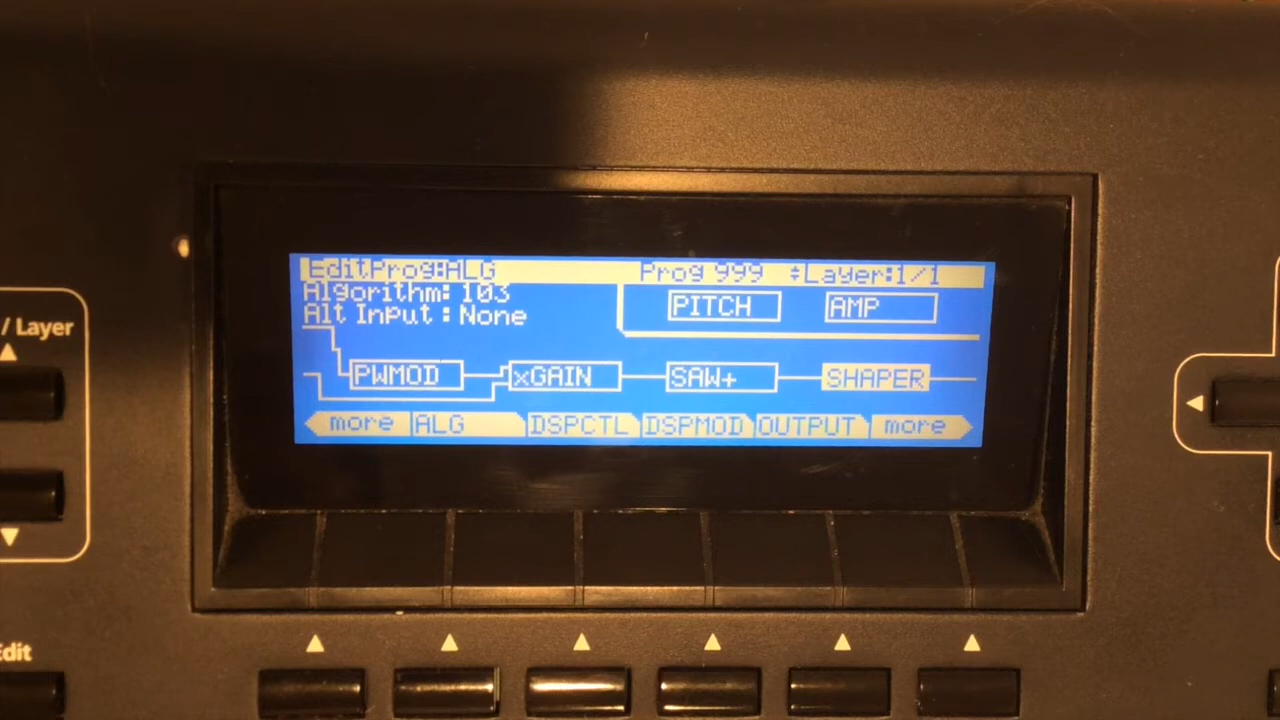 EditProg:ALG Prog 999 Layer:1/1
Algorithm: 103
Alt Input : None
PITCH AMP
PWMOD xGAIN SAW+ SHAPER
more ALG DSPCTL DSPMOD OUTPUT more
/ Layer
Edit